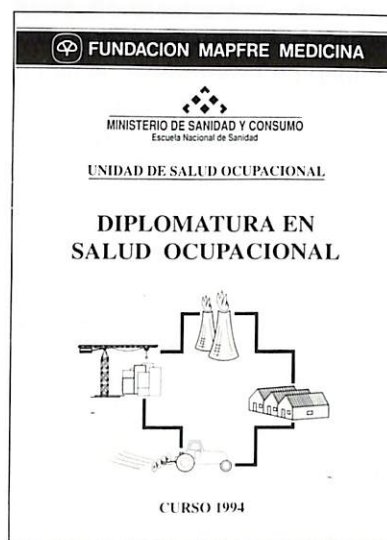 FUNDACION MAPFRE MEDICINA
MINISTERIO DE SANIDAD Y CONSUMO
Escuela Nacional de Sanidad
UNIDAD DE SALUD OCUPACIONAL
DIPLOMATURA EN
SALUD OCUPACIONAL
CURSO 1994